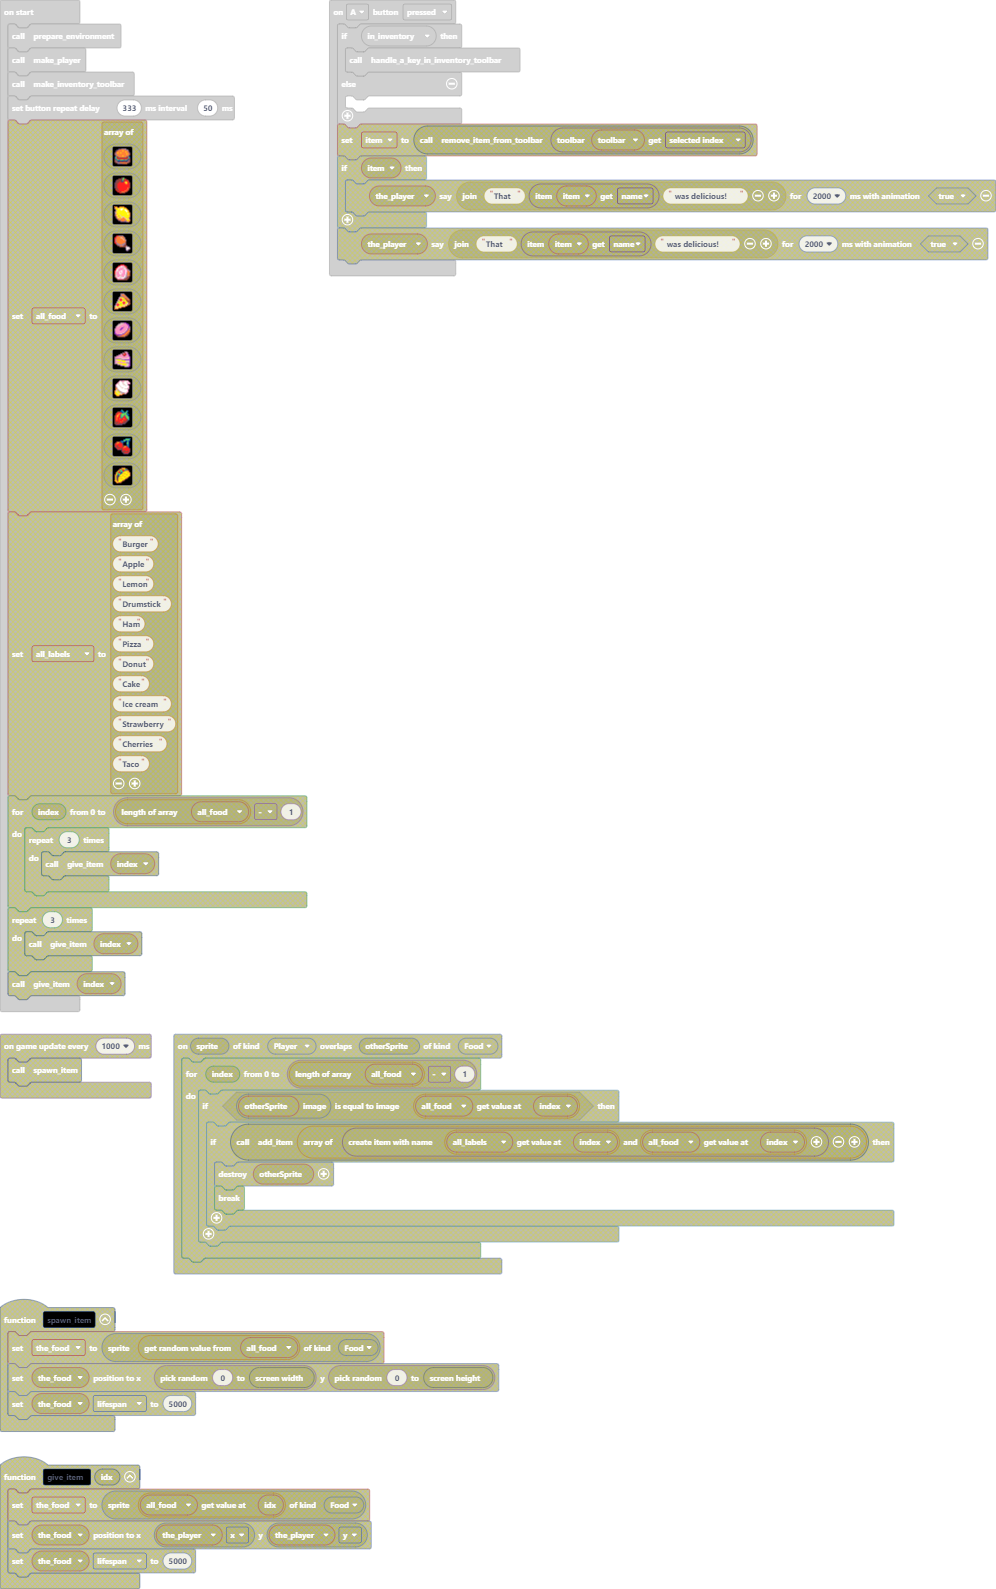 on start
call prepare_environment
call make_player
call make_inventory_toolbar
set button repeat delay 333 ms interval 50 ms
set all_food to array of
set all_labels to array of
"Burger"
"Apple"
"Lemon"
"Drumstick"
"Ham"
"Pizza"
"Donut"
"Cake"
"Ice cream"
"Strawberry"
"Cherries"
"Taco"
for index from 0 to length of array all_food - 1
do
repeat 3 times
do call give_item index
repeat 3 times
do call give_item index
call give_item index
on A button pressed
if in_inventory then
call handle_a_key_in_inventory_toolbar
else
set item to call remove_item_from_toolbar toolbar toolbar get selected index
if item then
the_player say join "That " item item get name " was delicious!" for 2000 ms with animation true
the_player say join "That " item item get name " was delicious!" for 2000 ms with animation true
on game update every 1000 ms
call spawn_item
on sprite of kind Player overlaps otherSprite of kind Food
for index from 0 to length of array all_food - 1
do
if otherSprite image is equal to image all_food get value at index then
if call add_item array of create item with name all_labels get value at index and all_food get value at index then
destroy otherSprite
break
function spawn_item
set the_food to sprite get random value from all_food of kind Food
set the_food position to x pick random 0 to screen width y pick random 0 to screen height
set the_food lifespan to 5000
function give_item idx
set the_food to sprite all_food get value at idx of kind Food
set the_food position to x the_player x y the_player y
set the_food lifespan to 5000